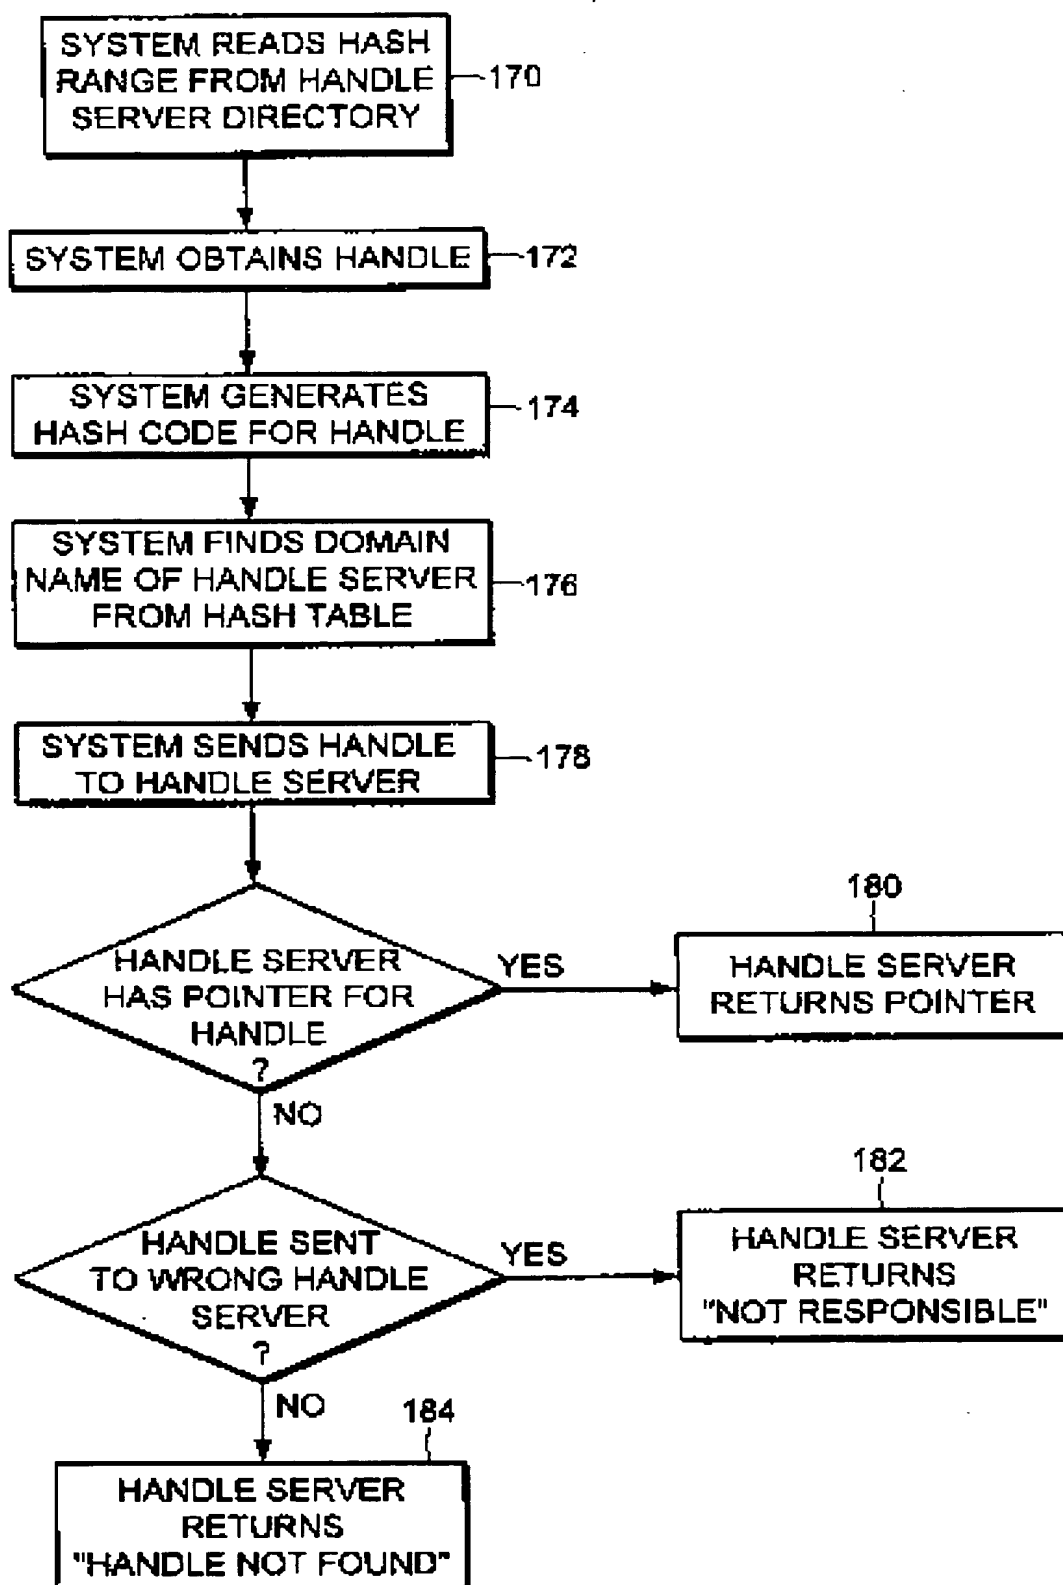 SYSTEM READS HASH
RANGE FROM HANDLE
SERVER DIRECTORY
170
SYSTEM OBTAINS HANDLE
172
SYSTEM GENERATES
HASH CODE FOR HANDLE
174
SYSTEM FINDS DOMAIN
NAME OF HANDLE SERVER
FROM HASH TABLE
176
SYSTEM SENDS HANDLE
TO HANDLE SERVER
178
HANDLE SERVER
HAS POINTER FOR
HANDLE
?
YES
180
HANDLE SERVER
RETURNS POINTER
NO
HANDLE SENT
TO WRONG HANDLE
SERVER
?
YES
182
HANDLE SERVER
RETURNS
"NOT RESPONSIBLE"
NO
184
HANDLE SERVER
RETURNS
"HANDLE NOT FOUND"